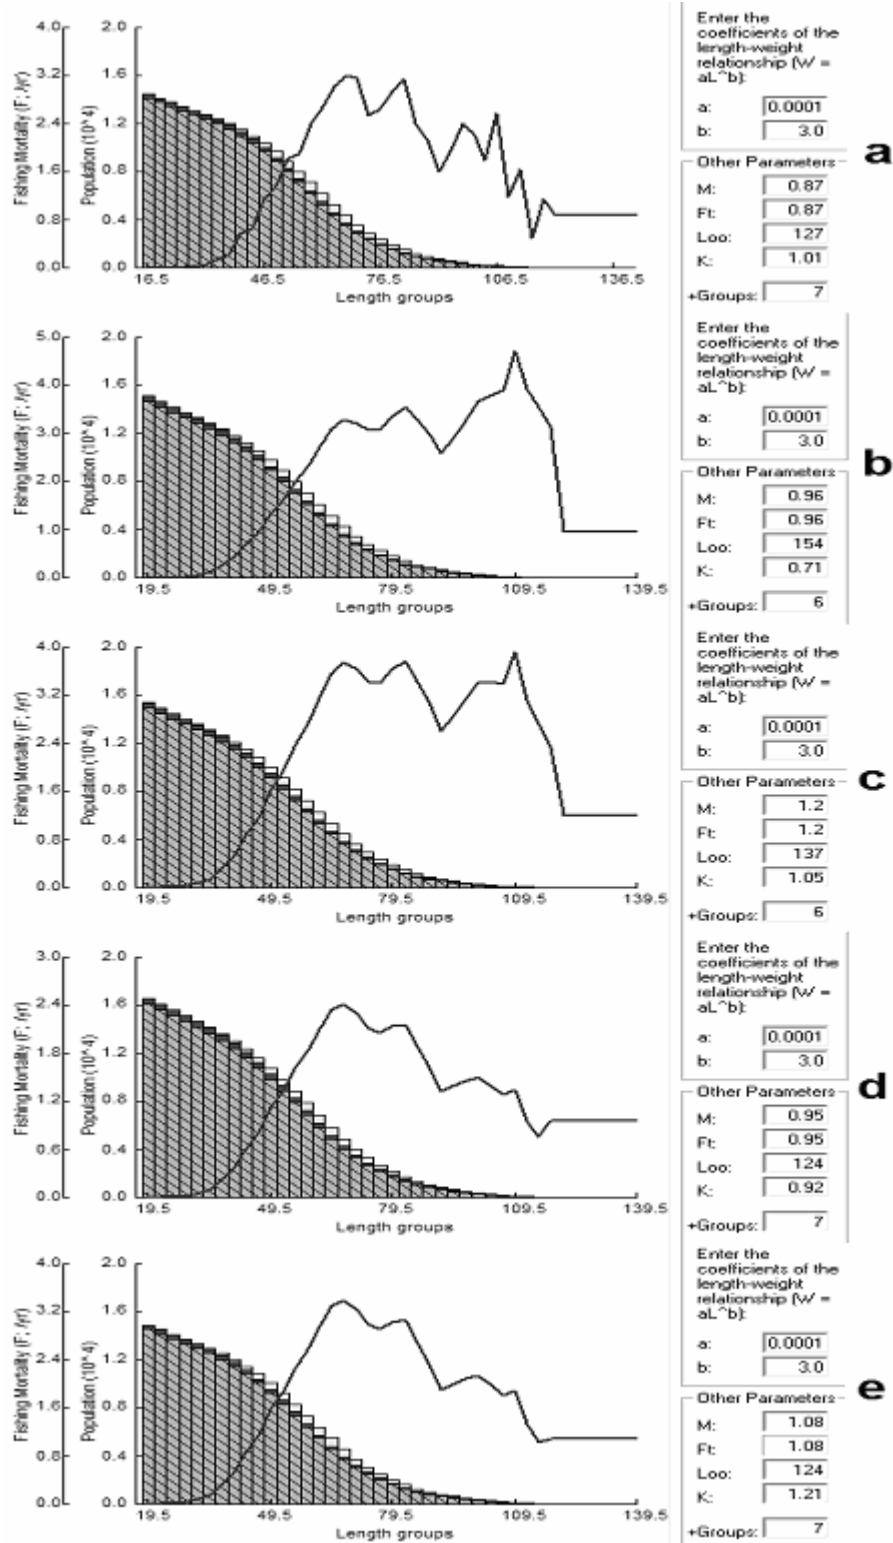 Fishing Mortality (F; /yr)
4.0
3.2
2.4
1.6
0.8
0.0
Population (10^4)
2.0
1.6
1.2
0.8
0.4
0.0
16.5 46.5 76.5 106.5 136.5
Length groups
Enter the
coefficients of the
length-weight
relationship (W =
aL^b):
a: 0.0001
b: 3.0
Other Parameters
M: 0.87
Ft: 0.87
Loo: 127
K: 1.01
+Groups: 7
a
Fishing Mortality (F; /yr)
5.0
4.0
3.0
2.0
1.0
0.0
Population (10^4)
2.0
1.6
1.2
0.8
0.4
0.0
19.5 49.5 79.5 109.5 139.5
Length groups
Enter the
coefficients of the
length-weight
relationship (W =
aL^b):
a: 0.0001
b: 3.0
Other Parameters
M: 0.96
Ft: 0.96
Loo: 154
K: 0.71
+Groups: 6
b
Fishing Mortality (F; /yr)
4.0
3.2
2.4
1.6
0.8
0.0
Population (10^4)
2.0
1.6
1.2
0.8
0.4
0.0
19.5 49.5 79.5 109.5 139.5
Length groups
Enter the
coefficients of the
length-weight
relationship (W =
aL^b):
a: 0.0001
b: 3.0
Other Parameters
M: 1.2
Ft: 1.2
Loo: 137
K: 1.05
+Groups: 6
c
Fishing Mortality (F; /yr)
3.0
2.4
1.8
1.2
0.6
0.0
Population (10^4)
2.0
1.6
1.2
0.8
0.4
0.0
19.5 49.5 79.5 109.5 139.5
Length groups
Enter the
coefficients of the
length-weight
relationship (W =
aL^b):
a: 0.0001
b: 3.0
Other Parameters
M: 0.95
Ft: 0.95
Loo: 124
K: 0.92
+Groups: 7
d
Fishing Mortality (F; /yr)
4.0
3.2
2.4
1.6
0.8
0.0
Population (10^4)
2.0
1.6
1.2
0.8
0.4
0.0
19.5 49.5 79.5 109.5 139.5
Length groups
Enter the
coefficients of the
length-weight
relationship (W =
aL^b):
a: 0.0001
b: 3.0
Other Parameters
M: 1.08
Ft: 1.08
Loo: 124
K: 1.21
+Groups: 7
e